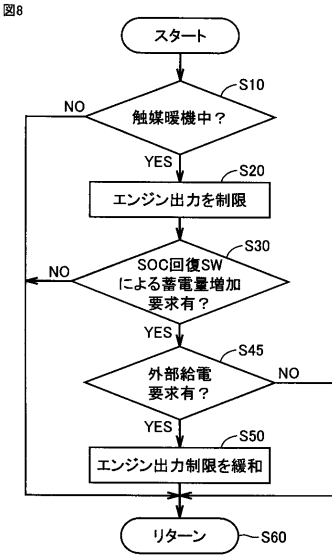 図8
スタート
S10
触媒暖機中？
NO
YES
S20
エンジン出力を制限
S30
SOC回復SW
による蓄電量増加
要求有？
NO
YES
S45
外部給電
要求有？
NO
YES
S50
エンジン出力制限を緩和
リターン
S60